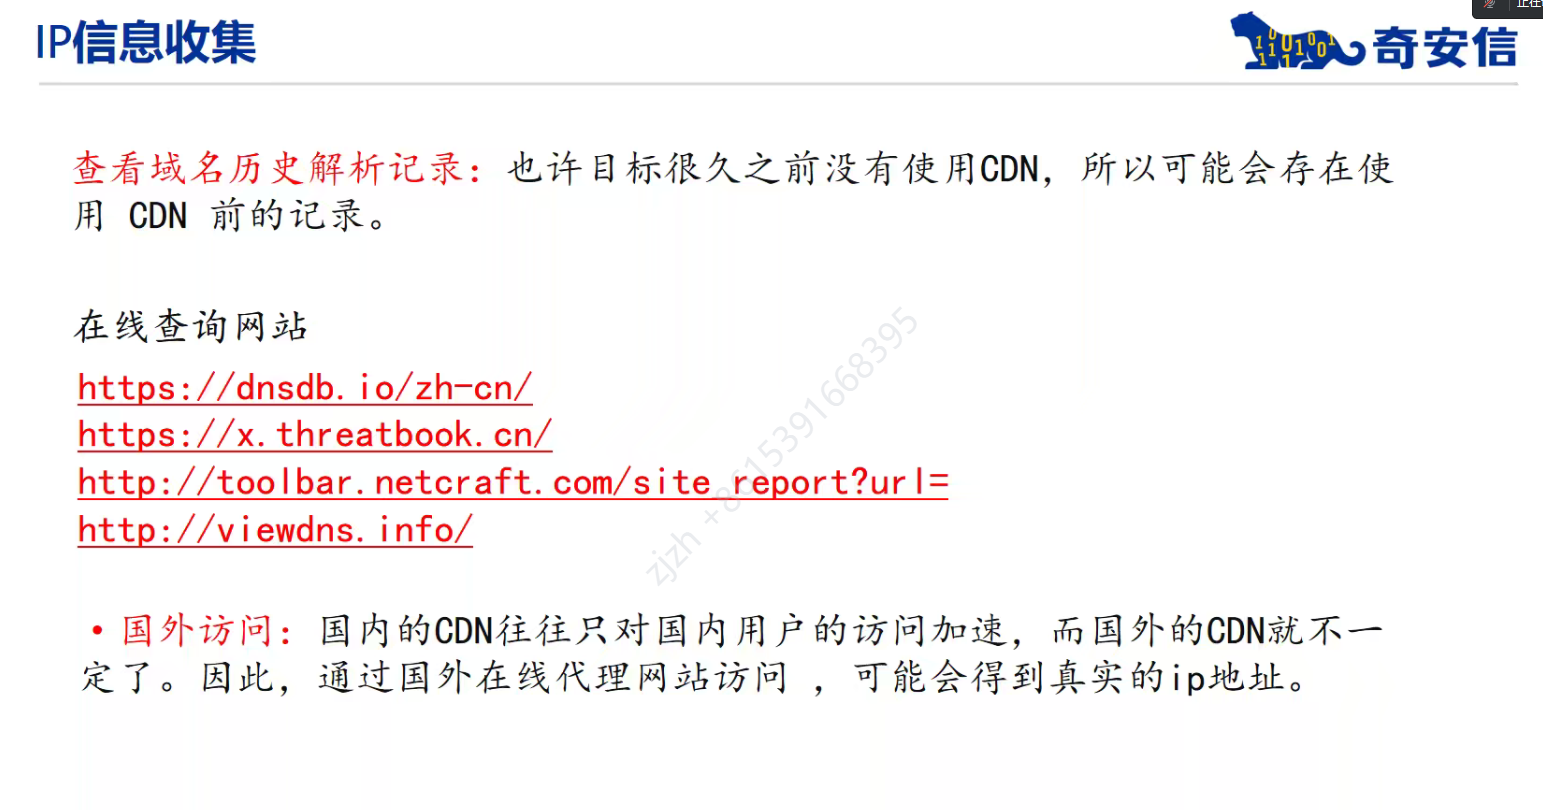 IP信息收集
正在
奇安信
查看域名历史解析记录：也许目标很久之前没有使用CDN，所以可能会存在使
用 CDN 前的记录。
在线查询网站
https://dnsdb.io/zh-cn/
https://x.threatbook.cn/
http://toolbar.netcraft.com/site_report?url=
http://viewdns.info/
•国外访问：国内的CDN往往只对国内用户的访问加速，而国外的CDN就不一
定了。因此，通过国外在线代理网站访问 ，可能会得到真实的ip地址。
zjzh +8615391668395